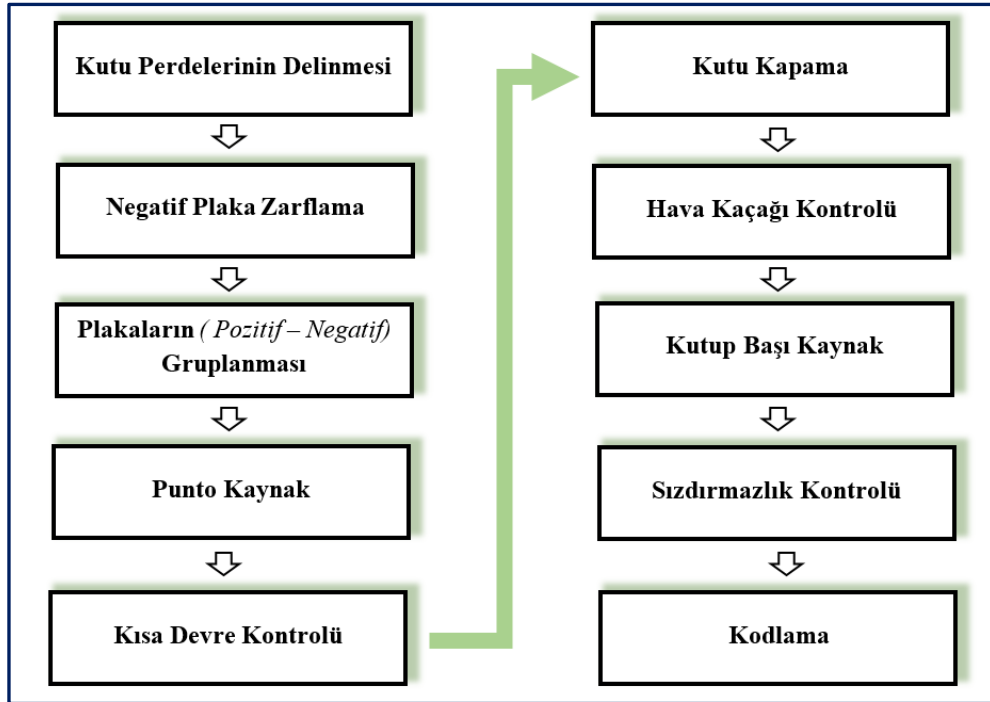 Kutu Perdelerinin Delinmesi
Negatif Plaka Zarflama
Plakaların ( Pozitif – Negatif)
Gruplanması
Punto Kaynak
Kısa Devre Kontrolü
Kutu Kapama
Hava Kaçağı Kontrolü
Kutup Başı Kaynak
Sızdırmazlık Kontrolü
Kodlama